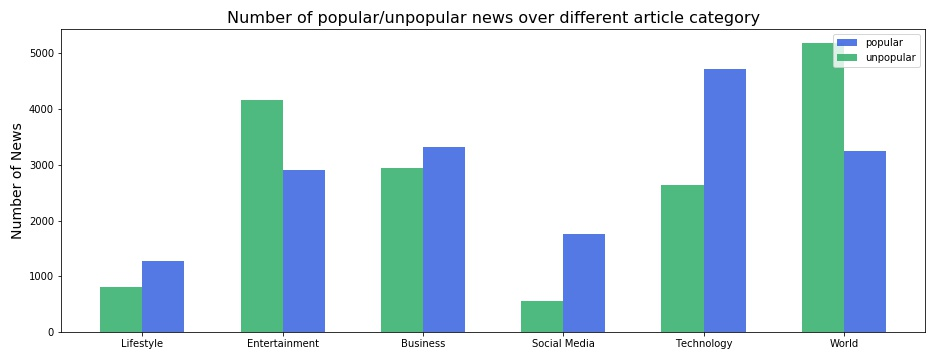 Number of popular/unpopular news over different article category
popular
unpopular
Number of News
5000
4000
3000
2000
1000
0
Lifestyle Entertainment Business Social Media Technology World